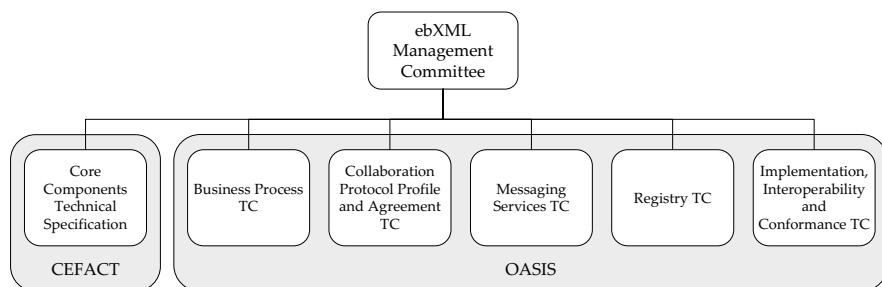 ebXML
Management
Committee
Core
Components
Technical
Specification
Business Process
TC
Collaboration
Protocol Profile
and Agreement
TC
Messaging
Services TC
Registry TC
Implementation,
Interoperability
and
Conformance TC
CEFACT
OASIS